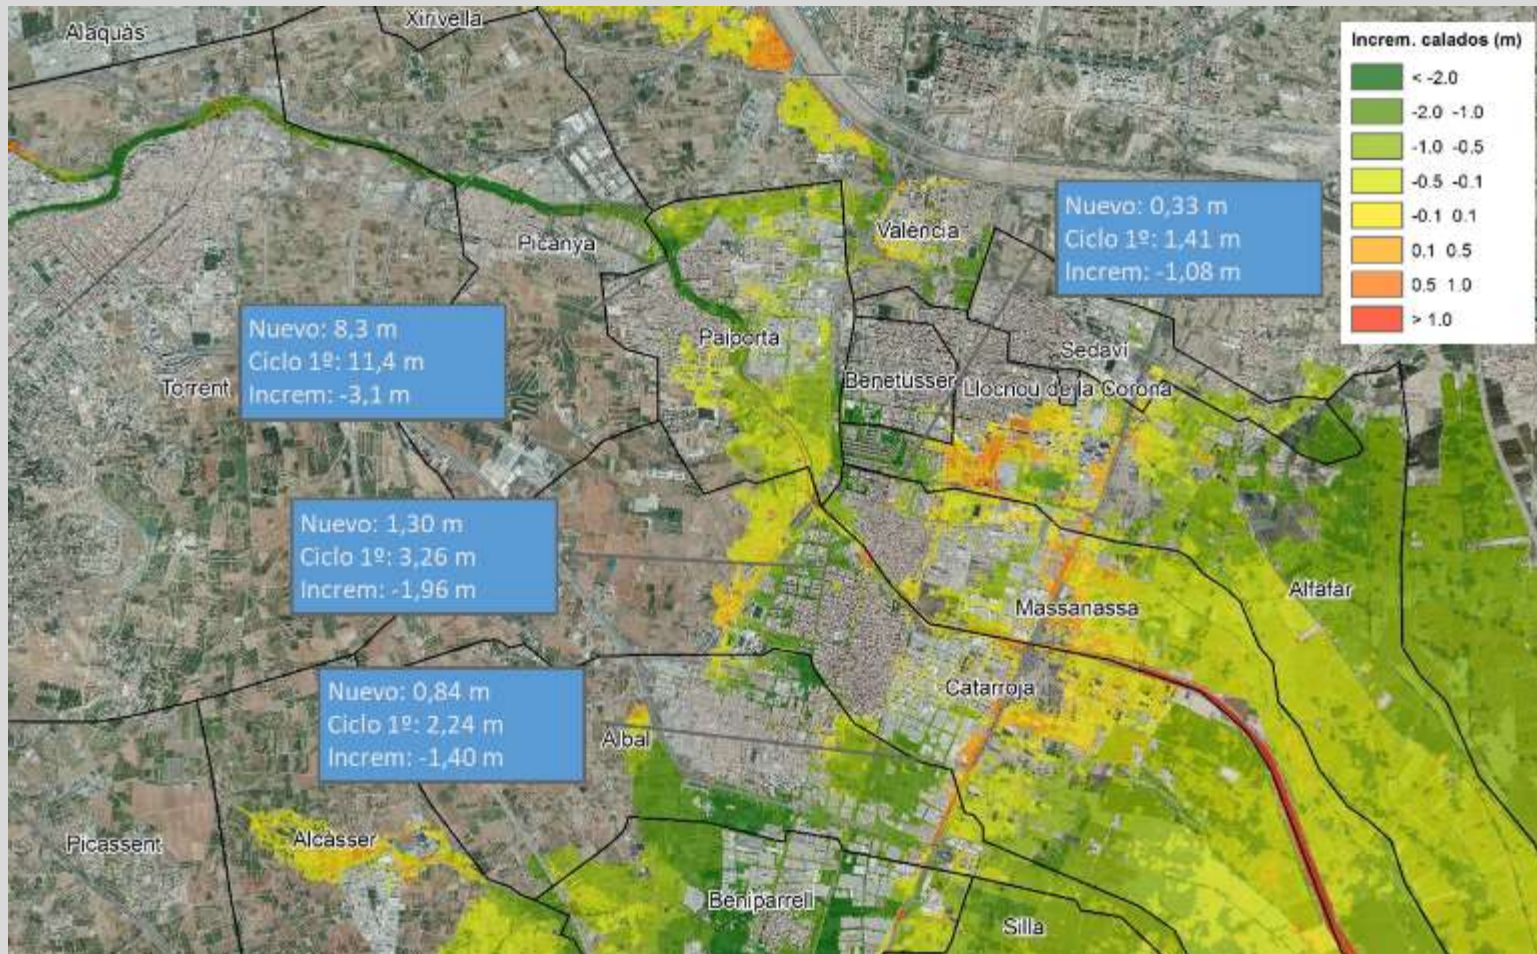 Alaquàs
Xirivella
Increm. calados (m)
< -2.0
-2.0 -1.0
-1.0 -0.5
-0.5 -0.1
-0.1 0.1
0.1 0.5
0.5 1.0
> 1.0
Nuevo: 0,33 m
Ciclo 1º: 1,41 m
Increm: -1,08 m
València
Picanya
Nuevo: 8,3 m
Ciclo 1º: 11,4 m
Increm: -3,1 m
Paiporta
Sedaví
Torrent
Benetússer
Llocnou de la Corona
Nuevo: 1,30 m
Ciclo 1º: 3,26 m
Increm: -1,96 m
Alfafar
Massanassa
Catarroja
Nuevo: 0,84 m
Ciclo 1º: 2,24 m
Increm: -1,40 m
Albal
Picassent
Alcàsser
Beniparrell
Silla